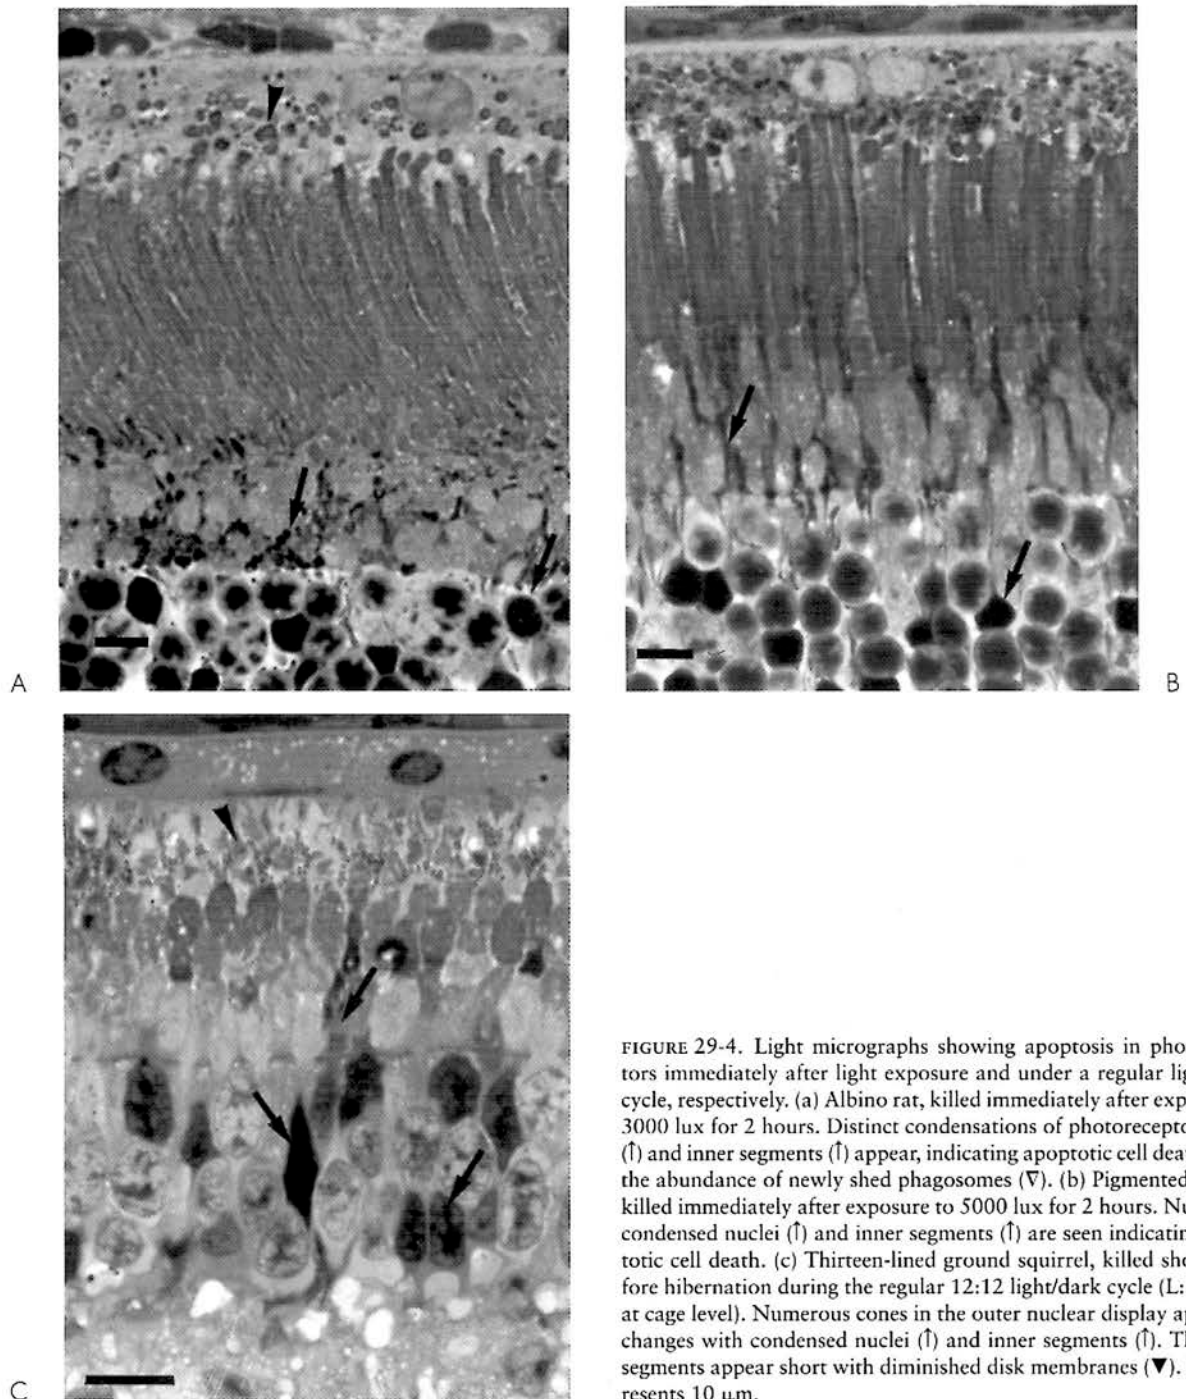 A
B
C
FIGURE 29-4. Light micrographs showing apoptosis in pho
tors immediately after light exposure and under a regular lig
cycle, respectively. (a) Albino rat, killed immediately after exp
3000 lux for 2 hours. Distinct condensations of photorecepto
(↑) and inner segments (↑) appear, indicating apoptotic cell dea
the abundance of newly shed phagosomes (∇). (b) Pigmented
killed immediately after exposure to 5000 lux for 2 hours. Nu
condensed nuclei (↑) and inner segments (↑) are seen indicatin
totic cell death. (c) Thirteen-lined ground squirrel, killed sho
fore hibernation during the regular 12:12 light/dark cycle (L:
at cage level). Numerous cones in the outer nuclear display ap
changes with condensed nuclei (↑) and inner segments (↑). Th
segments appear short with diminished disk membranes (▼).
resents 10 μm.